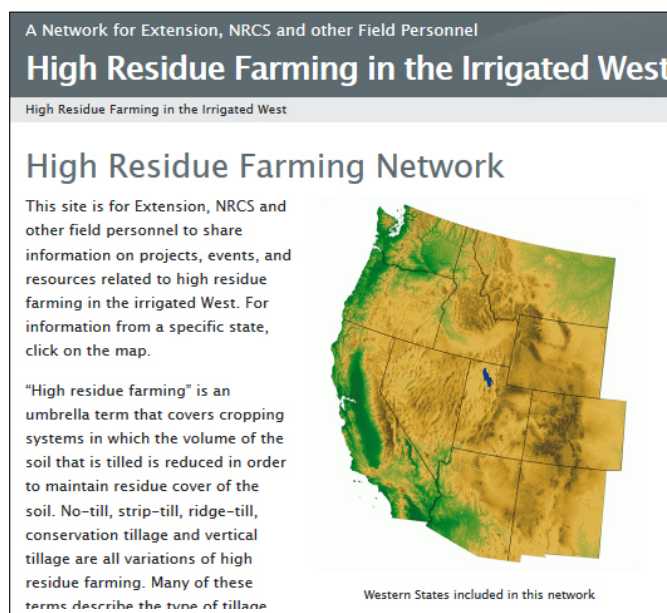 A Network for Extension, NRCS and other Field Personnel
High Residue Farming in the Irrigated West
High Residue Farming in the Irrigated West
High Residue Farming Network
This site is for Extension, NRCS and
other field personnel to share
information on projects, events, and
resources related to high residue
farming in the irrigated West. For
information from a specific state,
click on the map.
“High residue farming” is an
umbrella term that covers cropping
systems in which the volume of the
soil that is tilled is reduced in order
to maintain residue cover of the
soil. No-till, strip-till, ridge-till,
conservation tillage and vertical
tillage are all variations of high
residue farming. Many of these
terms describe the type of tillage
Western States included in this network